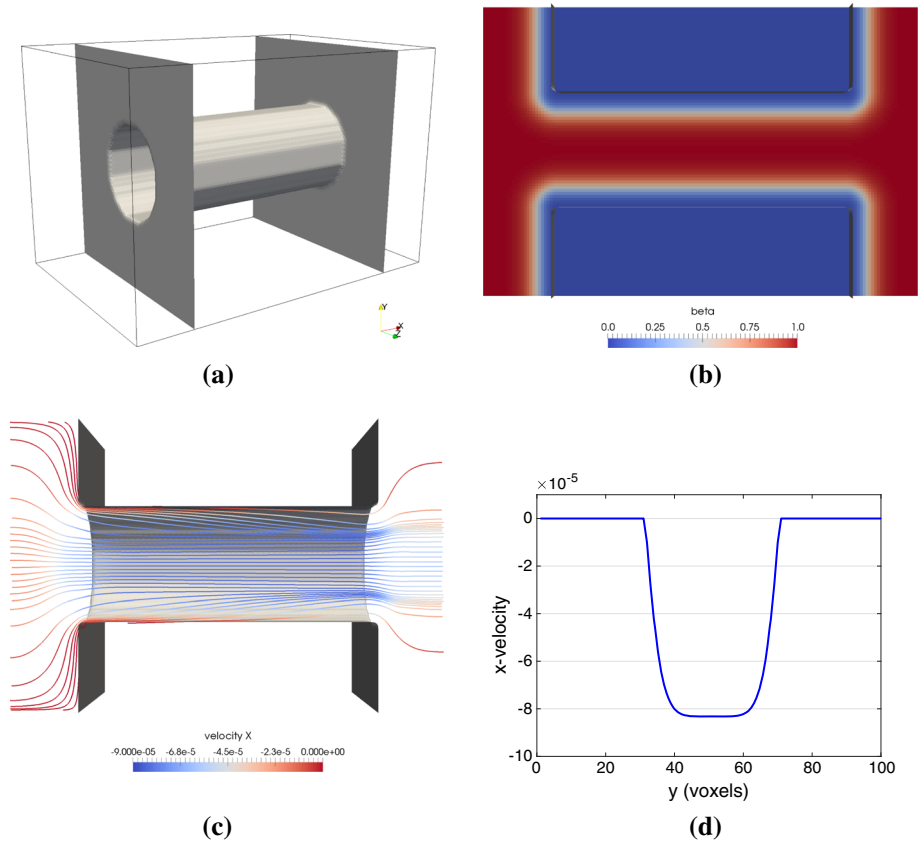 Y
X
Z
(a)
beta
0.0 0.25 0.5 0.75 1.0
(b)
velocity X
-9.000e-05 -6.8e-5 -4.5e-5 -2.3e-5 0.000e+00
(c)
×10-5
0
-2
-4
-6
-8
-10
x-velocity
0 20 40 60 80 100
y (voxels)
(d)